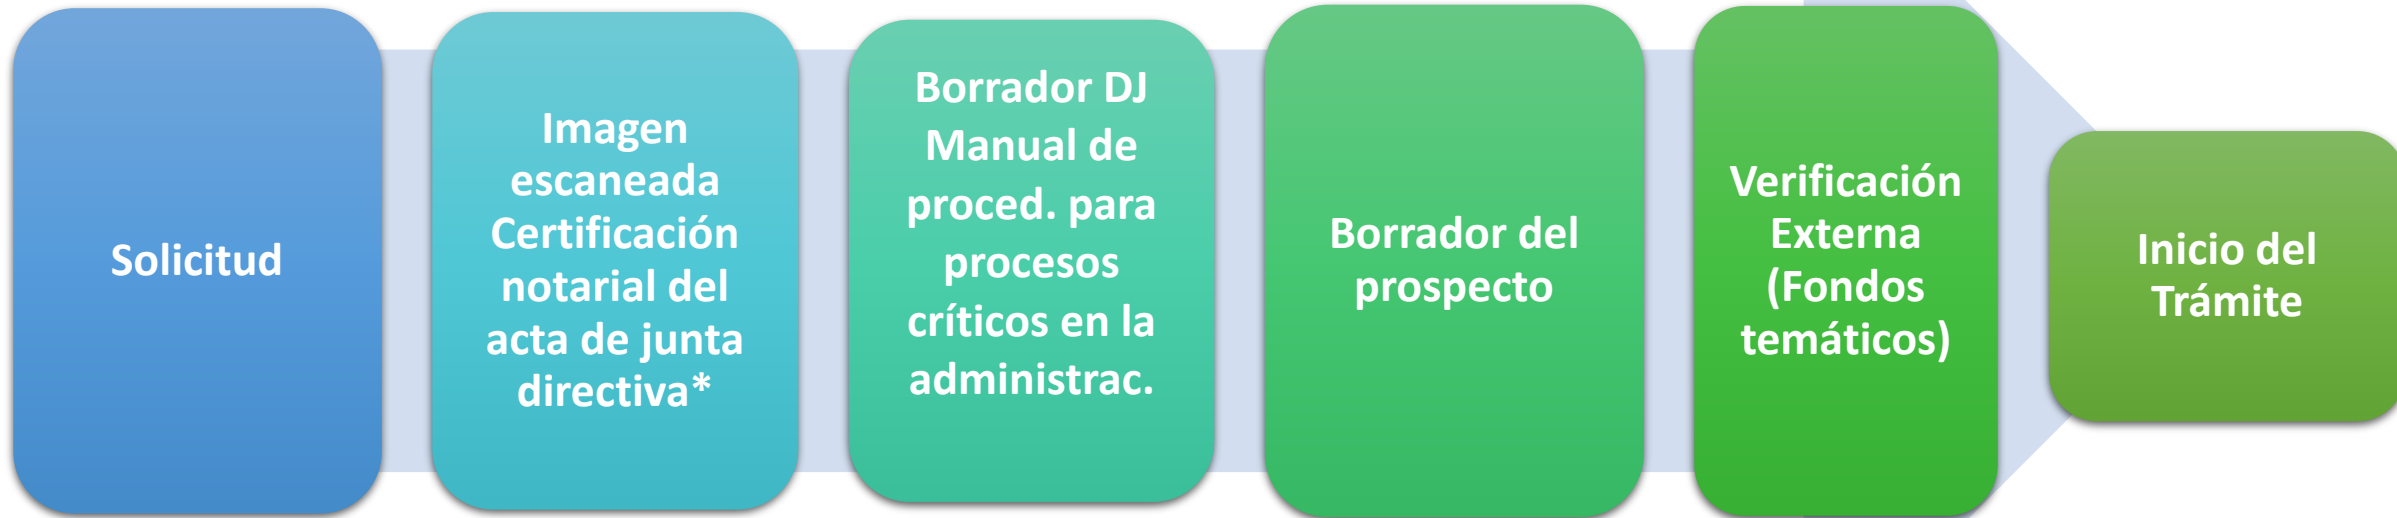 Solicitud
Imagen
escaneada
Certificación
notarial del
acta de junta
directiva*
Borrador DJ
Manual de
proced. para
procesos
críticos en la
administrac.
Borrador del
prospecto
Verificación
Externa
(Fondos
temáticos)
Inicio del
Trámite